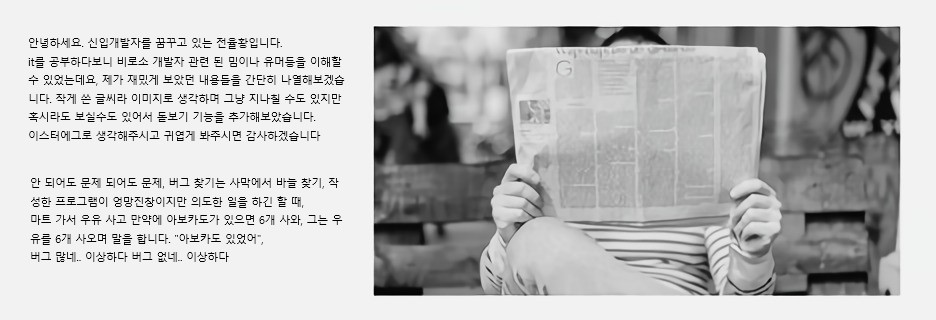 안녕하세요. 신입개발자를 꿈꾸고 있는 전율황입니다.
it를 공부하다보니 비로소 개발자 관련 된 밈이나 유머등을 이해할
수 있었는데요, 제가 재밌게 보았던 내용들을 간단히 나열해보겠습
니다. 작게 쓴 글씨라 이미지로 생각하며 그냥 지나칠 수도 있지만
혹시라도 보실수도 있어서 돋보기 기능을 추가해보았습니다.
이스터에그로 생각해주시고 귀엽게 봐주시면 감사하겠습니다
안 되어도 문제 되어도 문제, 버그 찾기는 사막에서 바늘 찾기, 작
성한 프로그램이 엉망진창이지만 의도한 일을 하긴 할 때,
마트 가서 우유 사고 만약에 아보카도가 있으면 6개 사와, 그는 우
유를 6개 사오며 말을 합니다. "아보카도 있었어",
버그 많네.. 이상하다 버그 없네.. 이상하다
G